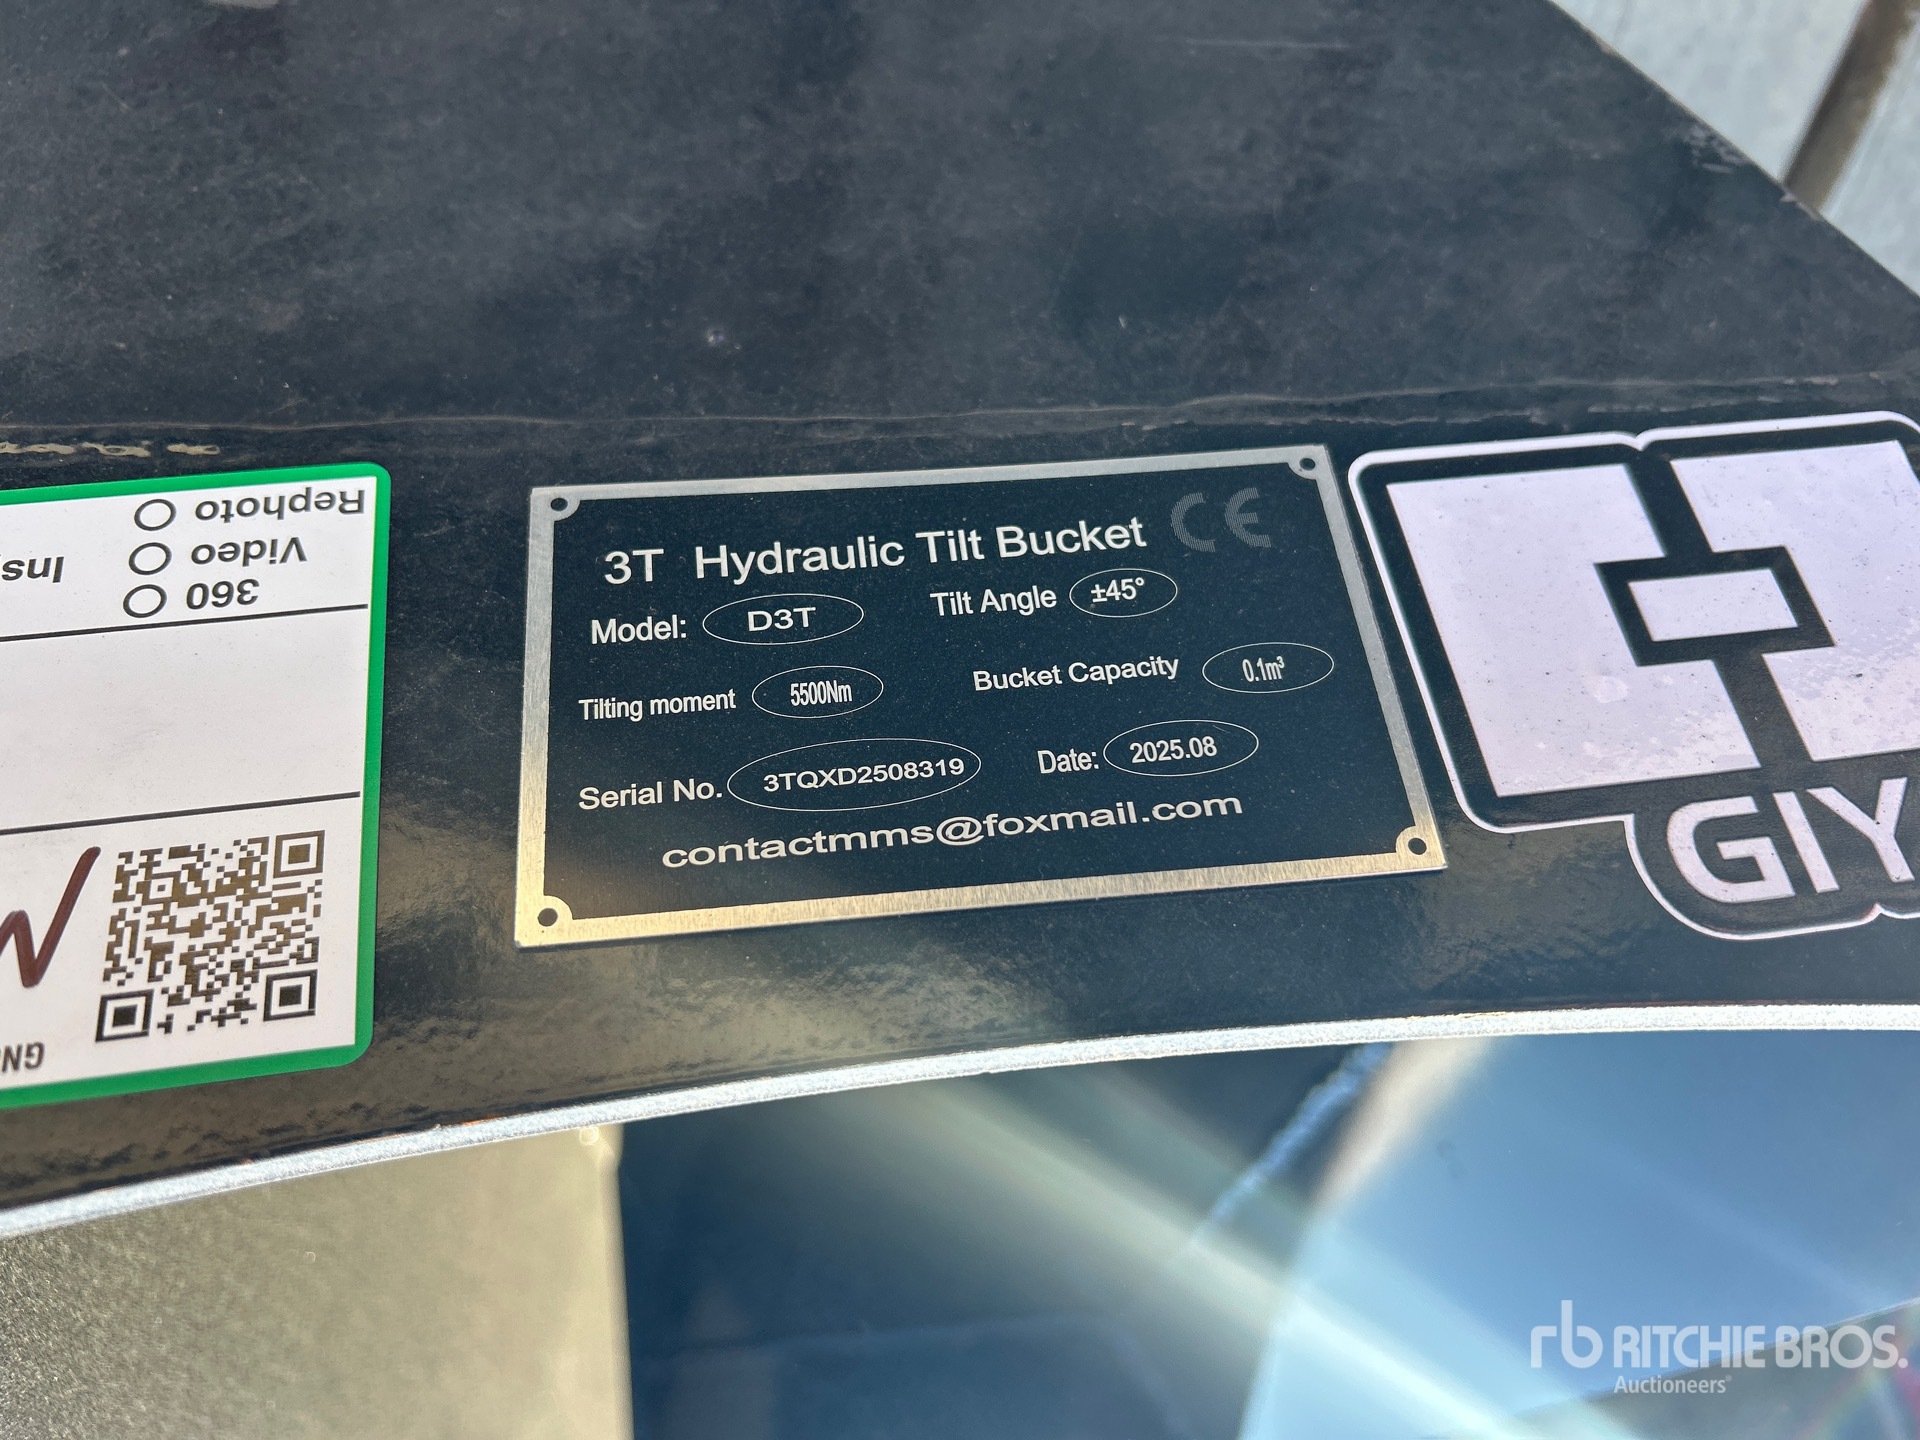 3T Hydraulic Tilt Bucket CE
Model: D3T Tilt Angle ±45°
Tilting moment 5500Nm Bucket Capacity 0.1m³
Serial No. 3TQXD2508319 Date: 2025.08
contactmms@foxmail.com
GIY
Rephoto
Video
360
rb RITCHIE BROS.
Auctioneers